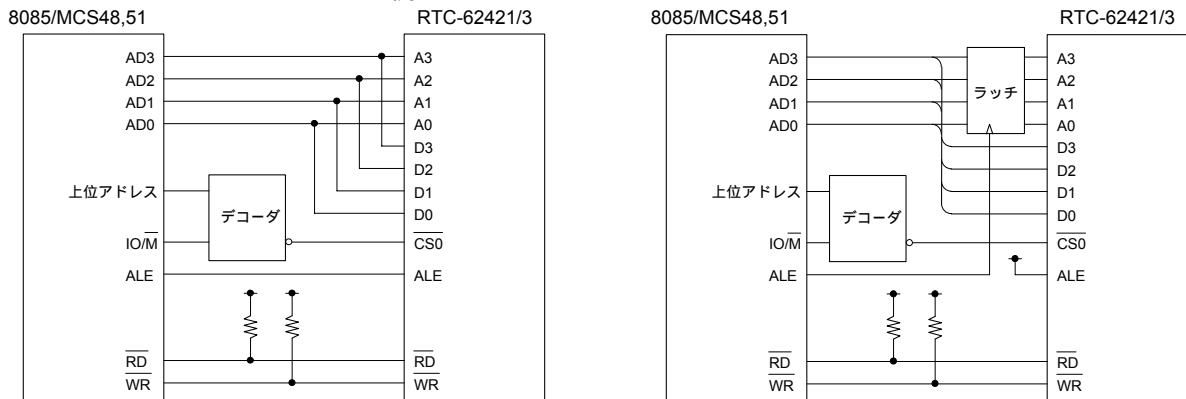 8085/MCS48,51
RTC-62421/3
AD3
A3
AD2
A2
AD1
A1
AD0
A0
D3
D2
上位アドレス
D1
デコーダ
D0
IO/M
CS0
ALE
ALE
RD
RD
WR
WR
8085/MCS48,51
RTC-62421/3
AD3
A3
AD2
ラッチ
A2
AD1
A1
AD0
A0
D3
D2
上位アドレス
D1
デコーダ
D0
IO/M
CS0
ALE
ALE
RD
RD
WR
WR